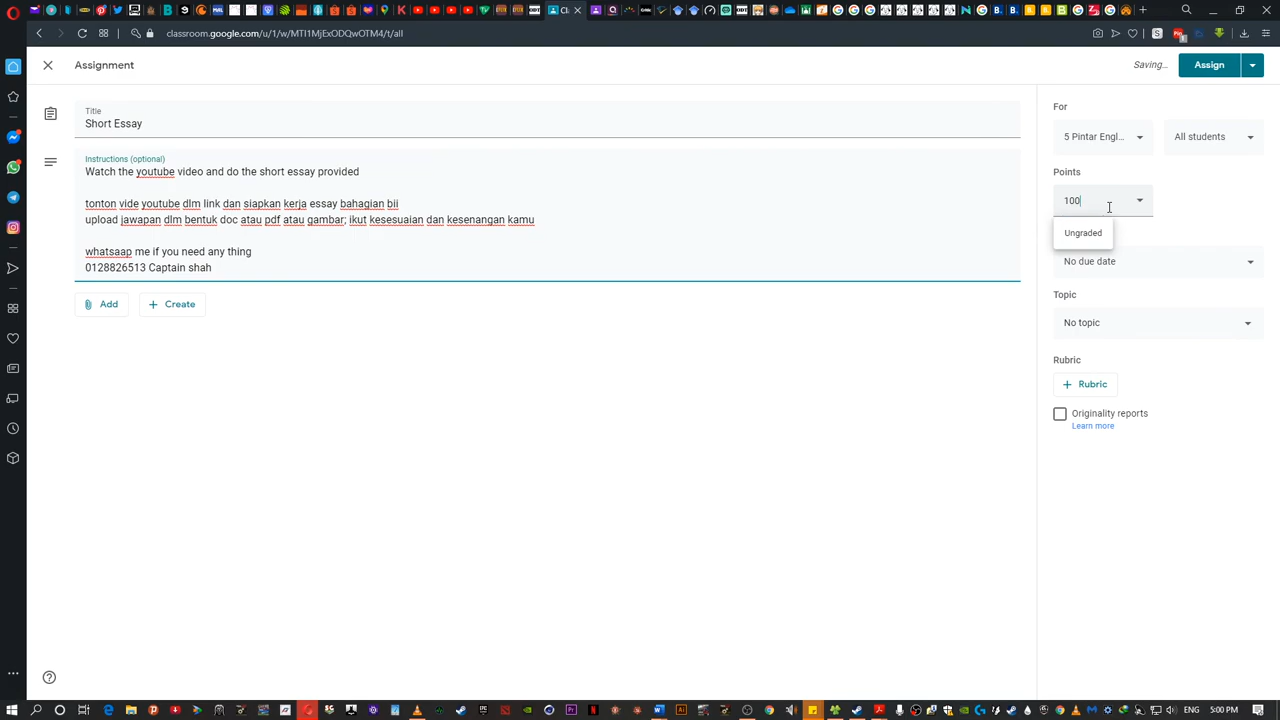 classroom.google.com/u/1/w/MTI1MjExODQwOTM4/t/all
Assignment
Saving...
Assign
Title
Short Essay
Instructions (optional)
Watch the youtube video and do the short essay provided
tonton vide youtube dlm link dan siapkan kerja essay bahagian bii
upload jawapan dlm bentuk doc atau pdf atau gambar; ikut kesesuaian dan kesenangan kamu
whatsaap me if you need any thing
0128826513 Captain shah
Add
Create
For
5 Pintar Engl...
All students
Points
100
Ungraded
No due date
Topic
No topic
Rubric
Rubric
Originality reports
Learn more
ENG
5:00 PM